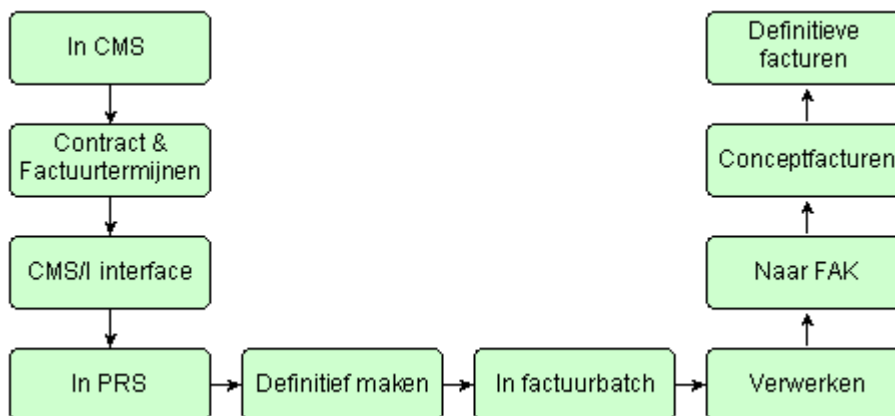 In CMS
Contract &
Factuurtermijnen
CMS/I interface
In PRS
Definitief maken
In factuurbatch
Verwerken
Naar FAK
Conceptfacturen
Definitieve
facturen